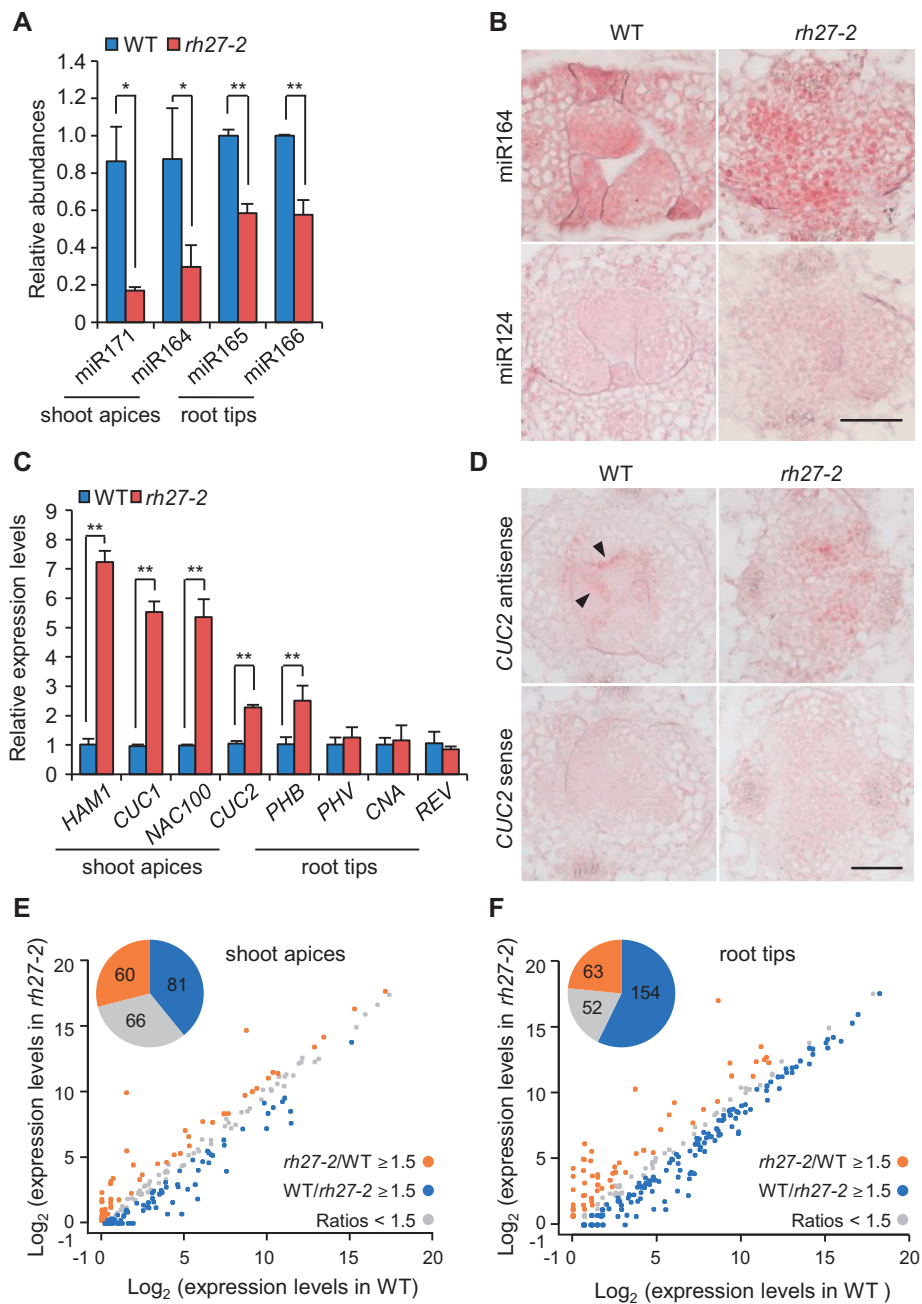 A
WT rh27-2
Relative abundances
1.4
1.2
1.0
0.8
0.6
0.4
0.2
0
*
*
**
**
miR171
miR164
miR165
miR166
shoot apices
root tips
B
WT
rh27-2
miR164
miR124
C
WT rh27-2
Relative expression levels
9
8
7
6
5
4
3
2
1
0
**
**
**
**
**
HAM1
CUC1
NAC100
CUC2
PHB
PHV
CNA
REV
shoot apices
root tips
D
WT
rh27-2
CUC2 antisense
CUC2 sense
E
shoot apices
Log2 (expression levels in rh27-2)
20
15
10
5
0
-1
60
81
66
rh27-2/WT ≥ 1.5
WT/rh27-2 ≥ 1.5
Ratios < 1.5
-1 0 5 10 15 20
Log2 (expression levels in WT)
F
root tips
Log2 (expression levels in rh27-2)
20
15
10
5
0
-1
63
154
52
rh27-2/WT ≥ 1.5
WT/rh27-2 ≥ 1.5
Ratios < 1.5
-1 0 5 10 15 20
Log2 (expression levels in WT )